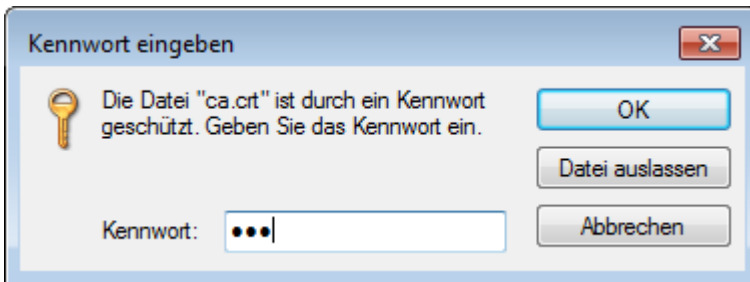 Kennwort eingeben
Die Datei "ca.crt" ist durch ein Kennwort
geschützt. Geben Sie das Kennwort ein.
OK
Datei auslassen
Kennwort:
●●●
Abbrechen